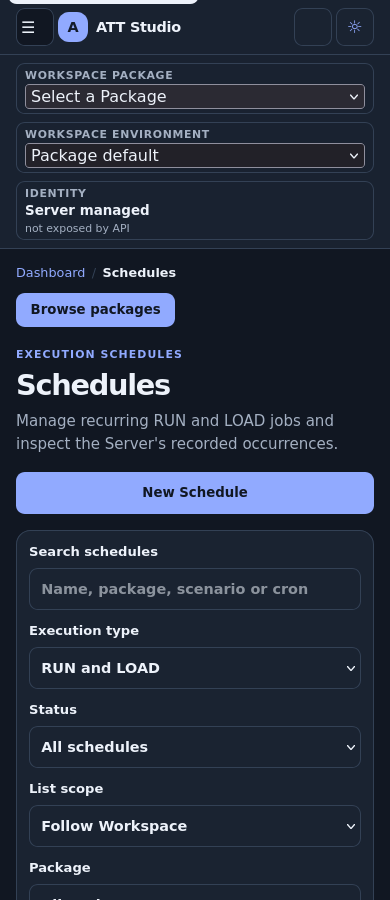 ☰
A
ATT Studio
WORKSPACE PACKAGE
Select a Package
WORKSPACE ENVIRONMENT
Package default
IDENTITY
Server managed
not exposed by API
Dashboard / Schedules
Browse packages
EXECUTION SCHEDULES
Schedules
Manage recurring RUN and LOAD jobs and
inspect the Server's recorded occurrences.
New Schedule
Search schedules
Name, package, scenario or cron
Execution type
RUN and LOAD
Status
All schedules
List scope
Follow Workspace
Package